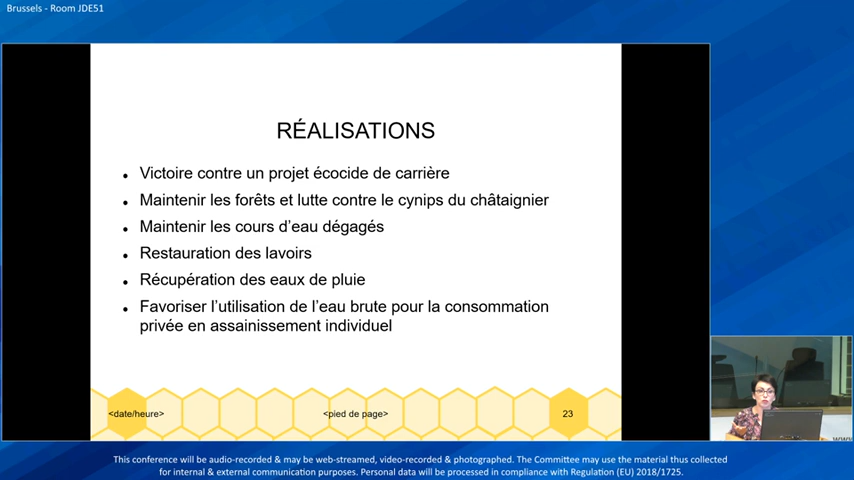 Brussels - Room JDE51
RÉALISATIONS
• Victoire contre un projet écocide de carrière
• Maintenir les forêts et lutte contre le cynips du châtaignier
• Maintenir les cours d’eau dégagés
• Restauration des lavoirs
• Récupération des eaux de pluie
• Favoriser l’utilisation de l’eau brute pour la consommation
privée en assainissement individuel
<date/heure>
<pied de page>
23
This conference will be audio-recorded & may be web-streamed, video-recorded & photographed. The Committee may use the material thus collected
for internal & external communication purposes. Personal data will be processed in compliance with Regulation (EU) 2018/1725.